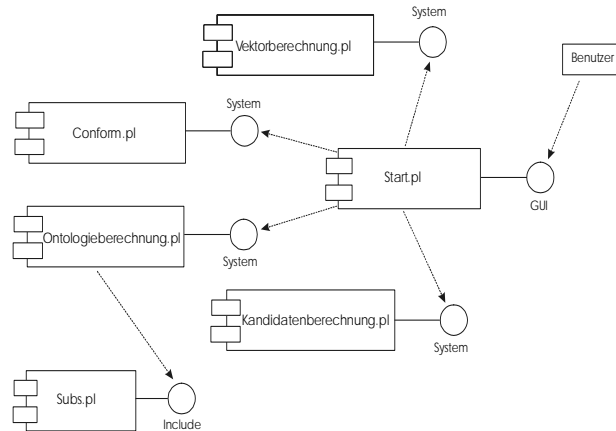 System
Vektorberechnung.pl
Benutzer
System
Conform.pl
Start.pl
GUI
Ontologieberechnung.pl
System
Kandidatenberechnung.pl
System
Subs.pl
Include